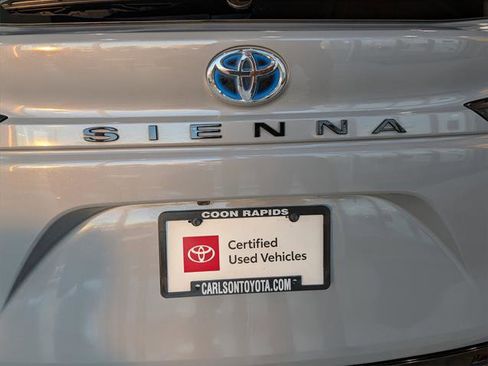 SIENNA
COON RAPIDS
Certified
Used Vehicles
CARLSONTOYOTA.COM